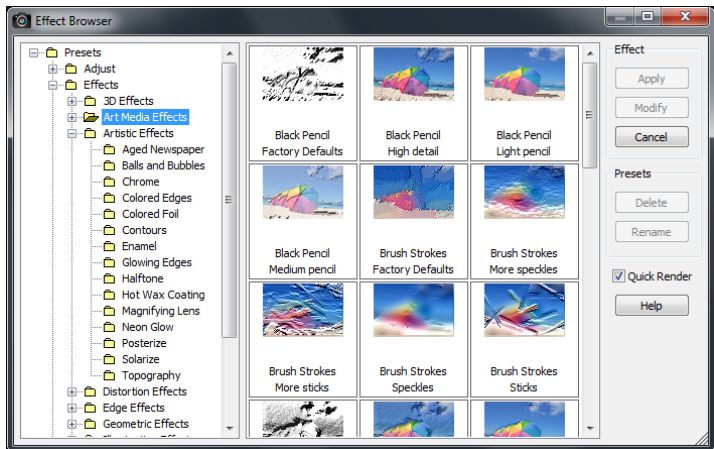 Effect Browser
Presets
Adjust
Effects
3D Effects
Art Media Effects
Artistic Effects
Aged Newspaper
Balls and Bubbles
Chrome
Colored Edges
Colored Foil
Contours
Enamel
Glowing Edges
Halftone
Hot Wax Coating
Magnifying Lens
Neon Glow
Posterize
Solarize
Topography
Distortion Effects
Edge Effects
Geometric Effects
Black Pencil
Factory Defaults
Black Pencil
High detail
Black Pencil
Light pencil
Black Pencil
Medium pencil
Brush Strokes
Factory Defaults
Brush Strokes
More speckles
Brush Strokes
More sticks
Brush Strokes
Speckles
Brush Strokes
Sticks
Effect
Apply
Modify
Cancel
Presets
Delete
Rename
Quick Render
Help